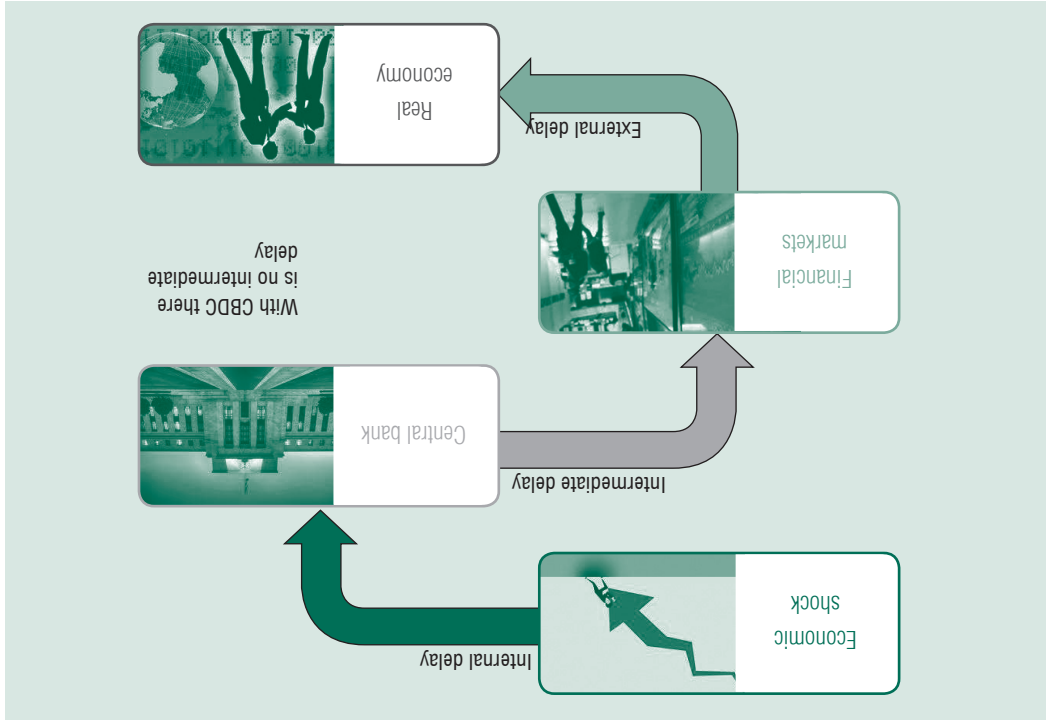 Internal delay
Economic
shock
Intermediate delay
Central bank
With CBDC there
is no intermediate
delay
Financial
markets
External delay
Real
economy